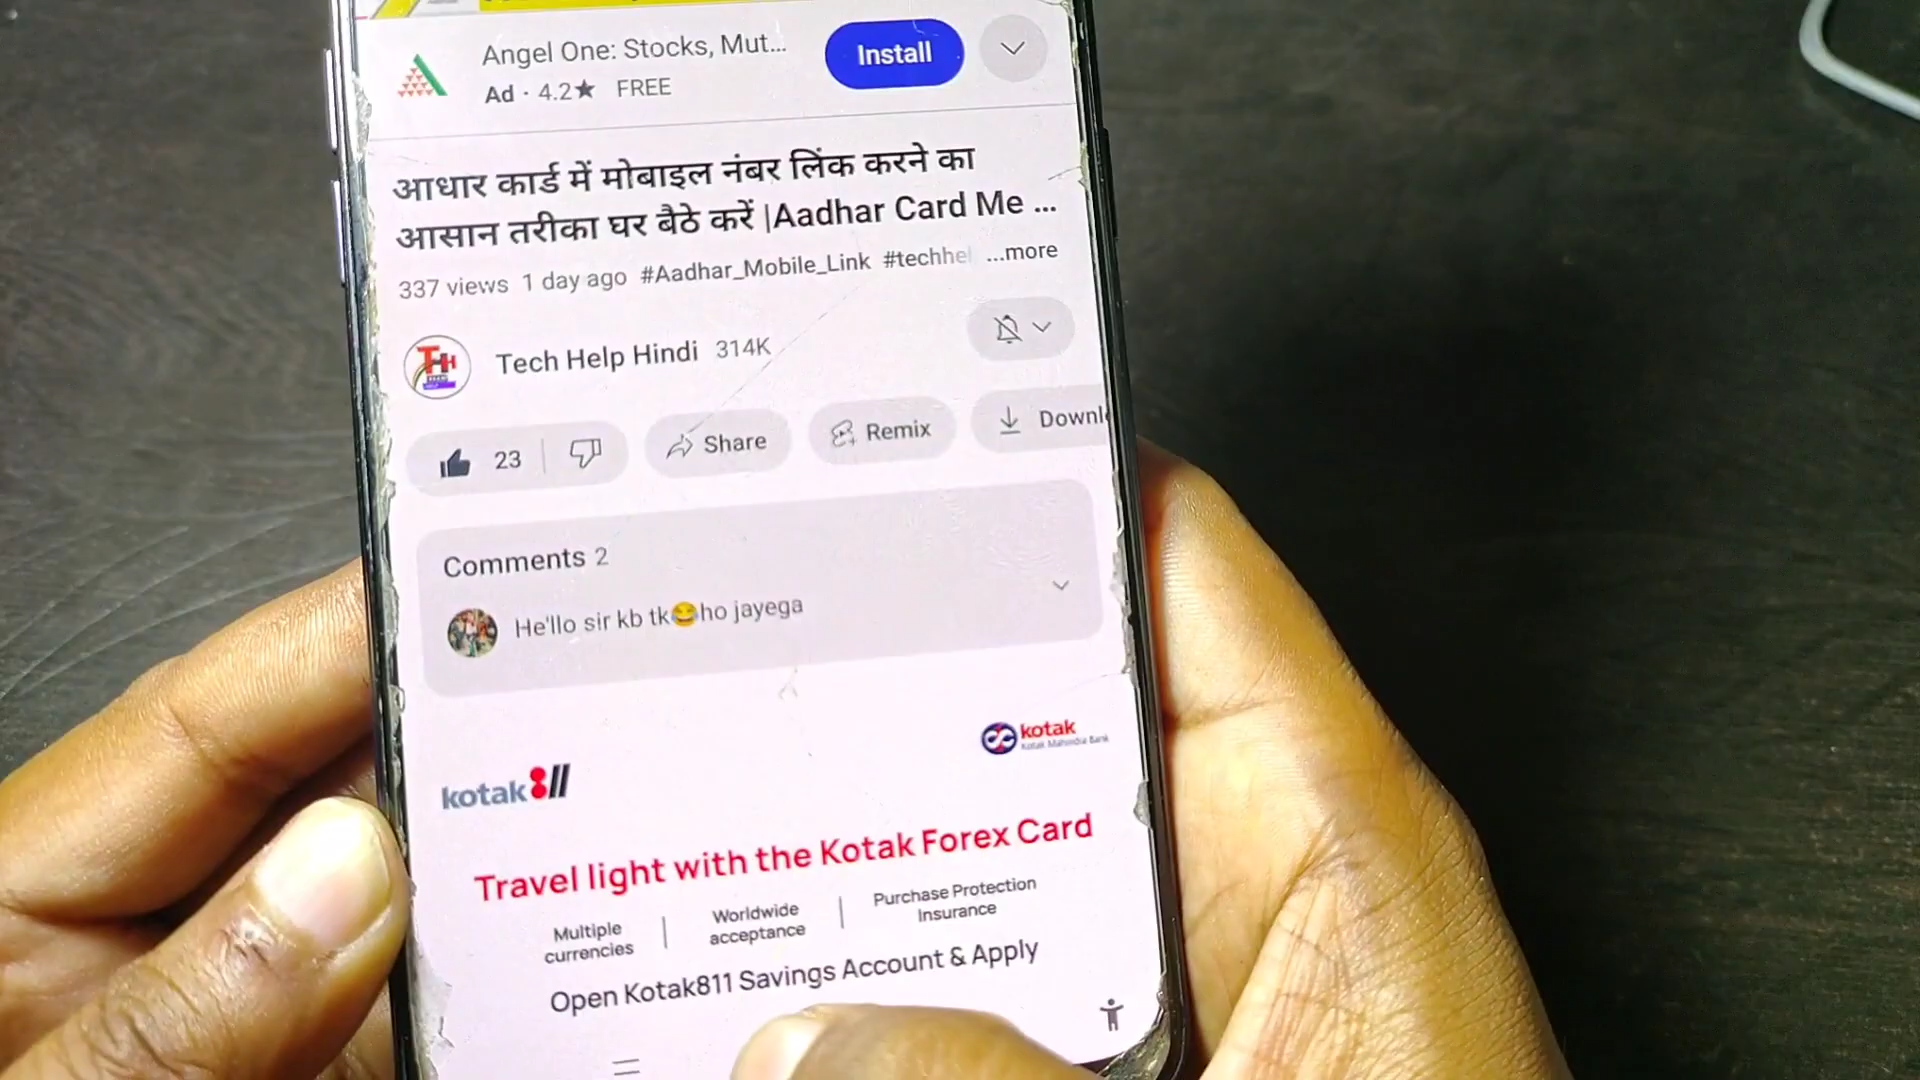 Angel One: Stocks, Mut...
Install
Ad · 4.2★ FREE
आधार कार्ड में मोबाइल नंबर लिंक करने का
आसान तरीका घर बैठे करें |Aadhar Card Me ...
337 views 1 day ago #Aadhar_Mobile_Link #techhel ...more
Tech Help Hindi 314K
23
Share
Remix
Downl
Comments 2
He'llo sir kb tk😂ho jayega
kotak
Kotak Mahindra Bank
kotak811
Travel light with the Kotak Forex Card
Multiple
currencies
Worldwide
acceptance
Purchase Protection
Insurance
Open Kotak811 Savings Account & Apply